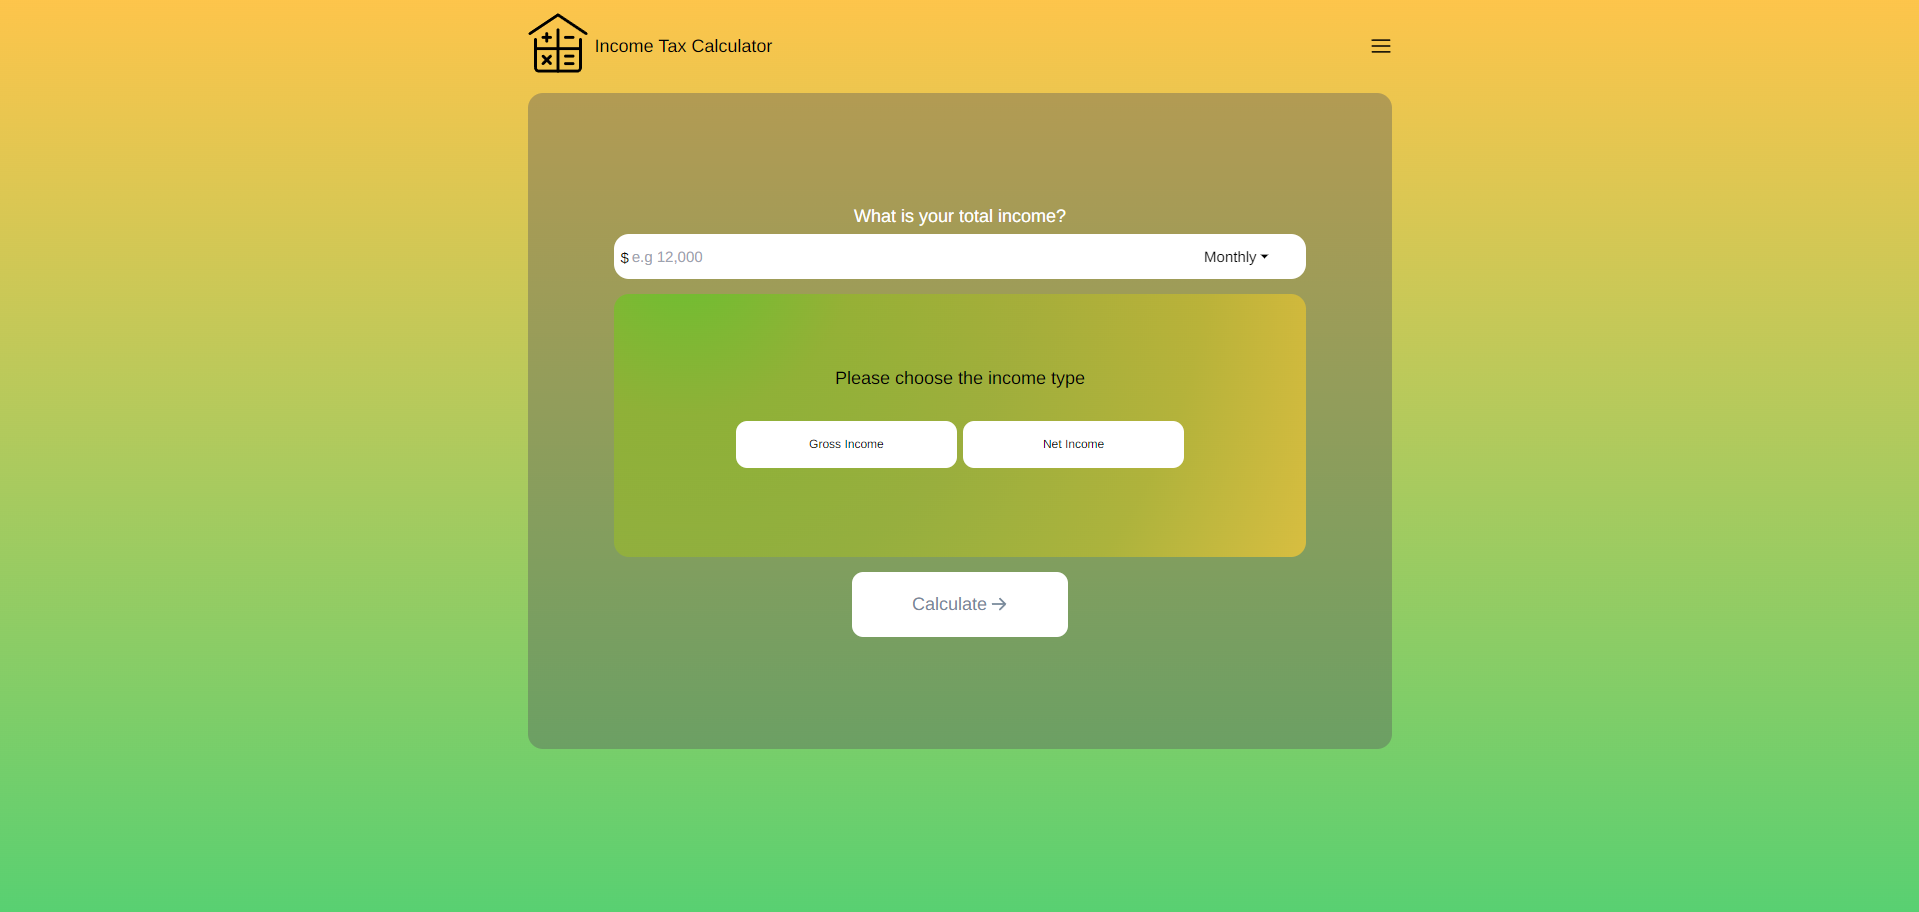 Income Tax Calculator
What is your total income?
$ e.g 12,000 Monthly
Please choose the income type
Gross Income Net Income
Calculate →